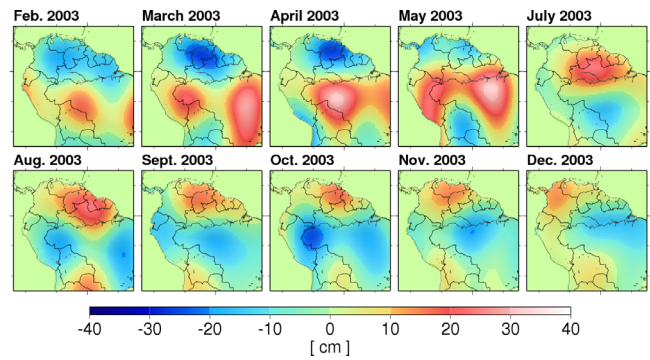 Feb. 2003 March 2003 April 2003 May 2003 July 2003
Aug. 2003 Sept. 2003 Oct. 2003 Nov. 2003 Dec. 2003
-40 -30 -20 -10 0 10 20 30 40
[ cm ]